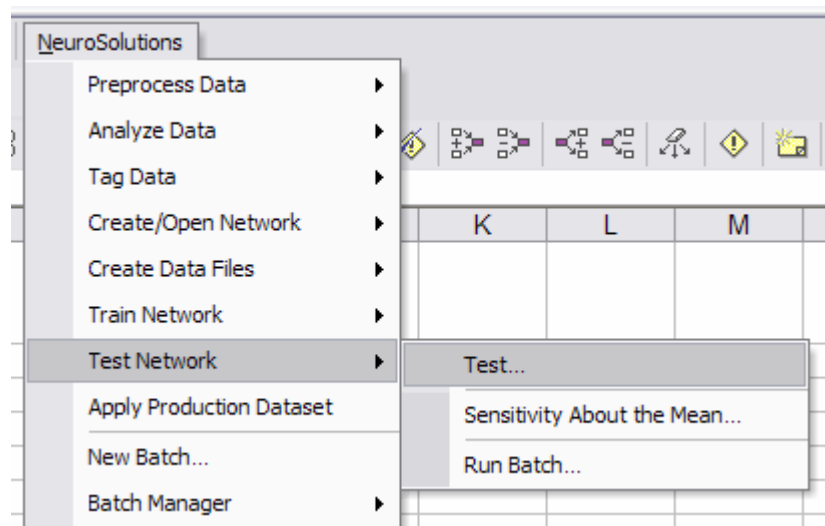 NeuroSolutions
Preprocess Data
Analyze Data
Tag Data
Create/Open Network
K L M
Create Data Files
Train Network
Test Network
Test...
Apply Production Dataset
Sensitivity About the Mean...
New Batch...
Run Batch...
Batch Manager